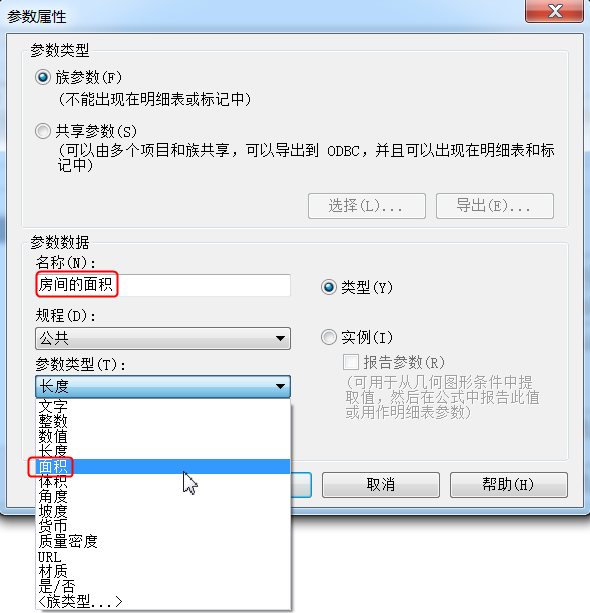 参数属性
参数类型
族参数(F)
(不能出现在明细表或标记中)
共享参数(S)
(可以由多个项目和族共享，可以导出到 ODBC，并且可以出现在明细表和标
记中)
选择(L)...
导出(E)...
参数数据
名称(N):
房间的面积
类型(Y)
规程(D):
公共
实例(I)
报告参数(R)
(可用于从几何图形条件中提
取值，然后在公式中报告此值
或用作明细表参数)
参数类型(T):
长度
文字
整数
数值
长度
面积
体积
角度
坡度
货币
质量密度
URL
材质
是/否
<族类型...>
取消
帮助(H)